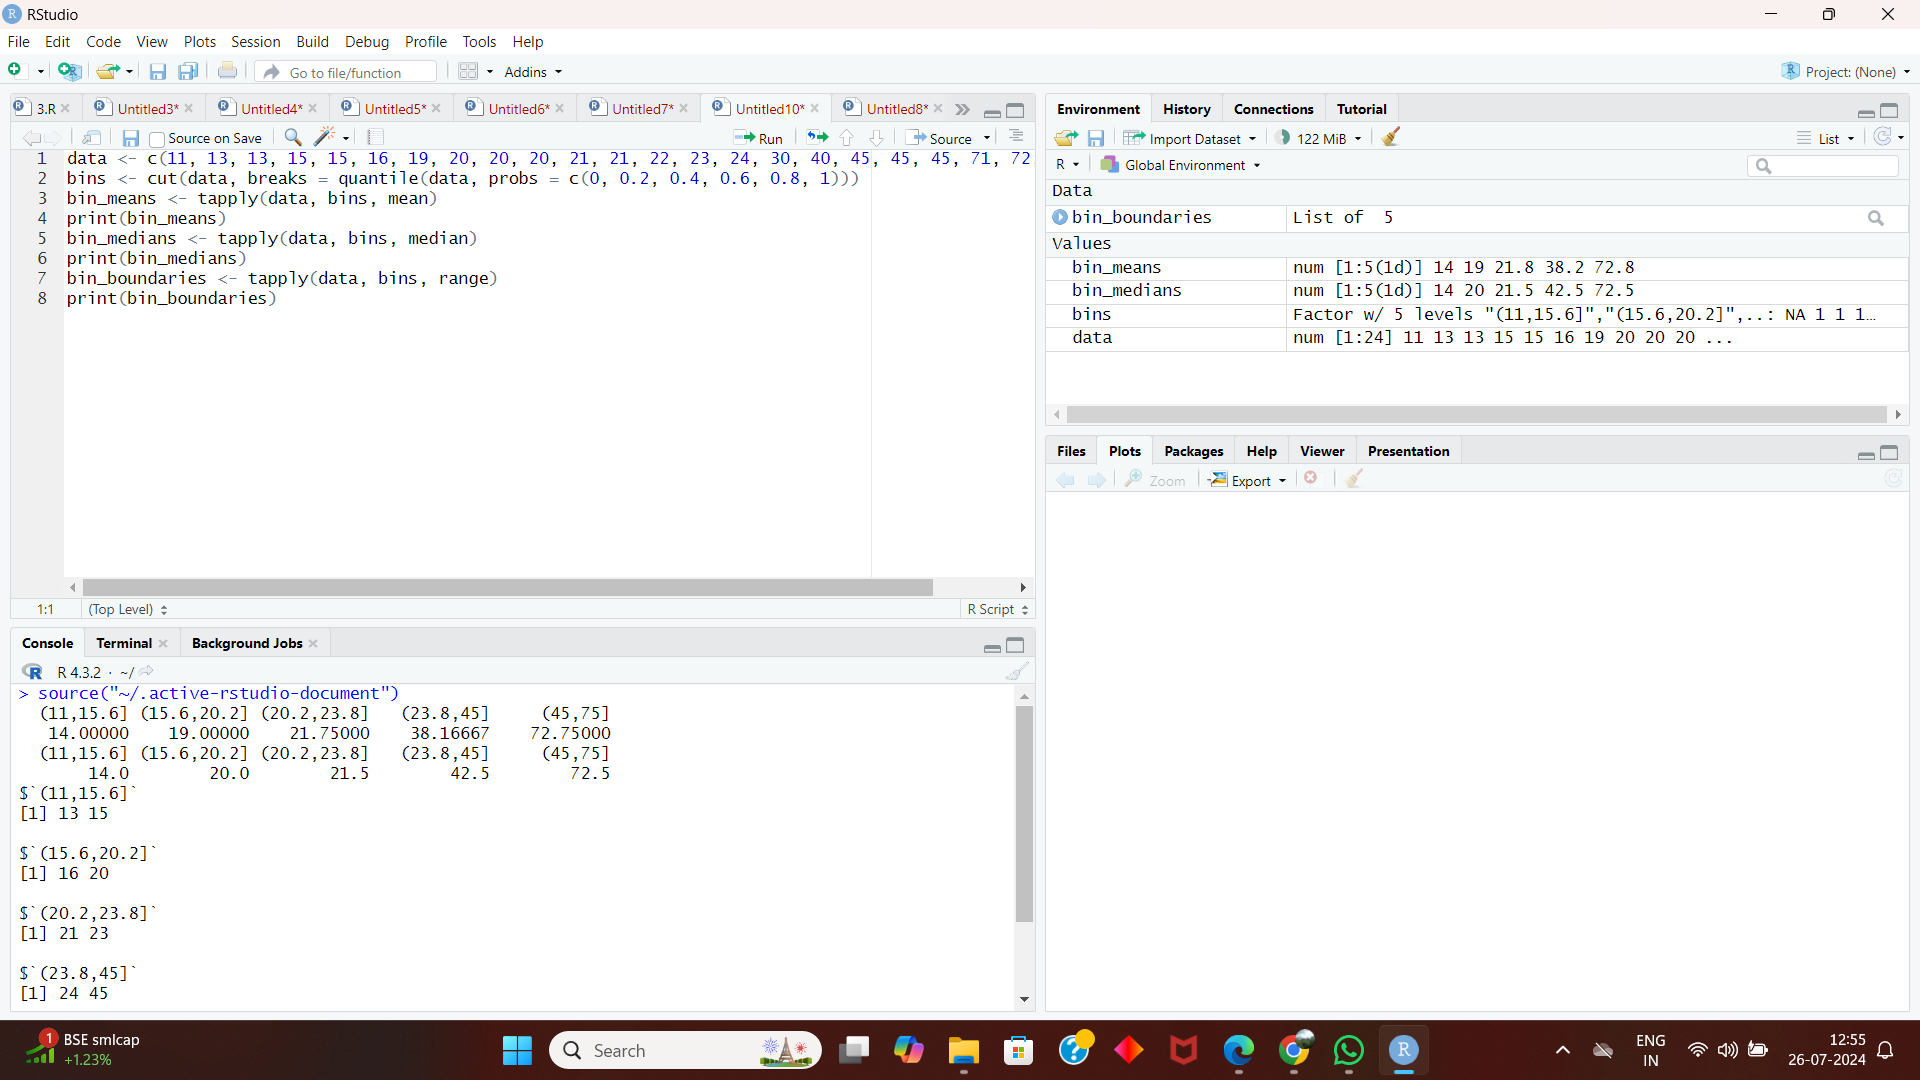 RStudio
File Edit Code View Plots Session Build Debug Profile Tools Help
Go to file/function Addins Project: (None)
3.R Untitled3* Untitled4* Untitled5* Untitled6* Untitled7* Untitled10* Untitled8*
Source on Save Run Source
1 data <- c(11, 13, 13, 15, 15, 16, 19, 20, 20, 20, 21, 21, 22, 23, 24, 30, 40, 45, 45, 45, 71, 72
2 bins <- cut(data, breaks = quantile(data, probs = c(0, 0.2, 0.4, 0.6, 0.8, 1)))
3 bin_means <- tapply(data, bins, mean)
4 print(bin_means)
5 bin_medians <- tapply(data, bins, median)
6 print(bin_medians)
7 bin_boundaries <- tapply(data, bins, range)
8 print(bin_boundaries)
1:1 (Top Level) R Script
Console Terminal Background Jobs
R 4.3.2 · ~/
> source("~/.active-rstudio-document")
(11,15.6] (15.6,20.2] (20.2,23.8] (23.8,45] (45,75]
14.00000 19.00000 21.75000 38.16667 72.75000
(11,15.6] (15.6,20.2] (20.2,23.8] (23.8,45] (45,75]
14.0 20.0 21.5 42.5 72.5
$`(11,15.6]`
[1] 13 15
$`(15.6,20.2]`
[1] 16 20
$`(20.2,23.8]`
[1] 21 23
$`(23.8,45]`
[1] 24 45
Environment History Connections Tutorial
Import Dataset 122 MiB List
R Global Environment
Data
bin_boundaries List of 5
Values
bin_means num [1:5(1d)] 14 19 21.8 38.2 72.8
bin_medians num [1:5(1d)] 14 20 21.5 42.5 72.5
bins Factor w/ 5 levels "(11,15.6]","(15.6,20.2]",..: NA 1 1 1…
data num [1:24] 11 13 13 15 15 16 19 20 20 20 ...
Files Plots Packages Help Viewer Presentation
Zoom Export
1 BSE smlcap
+1.23%
Search
ENG
IN
12:55
26-07-2024